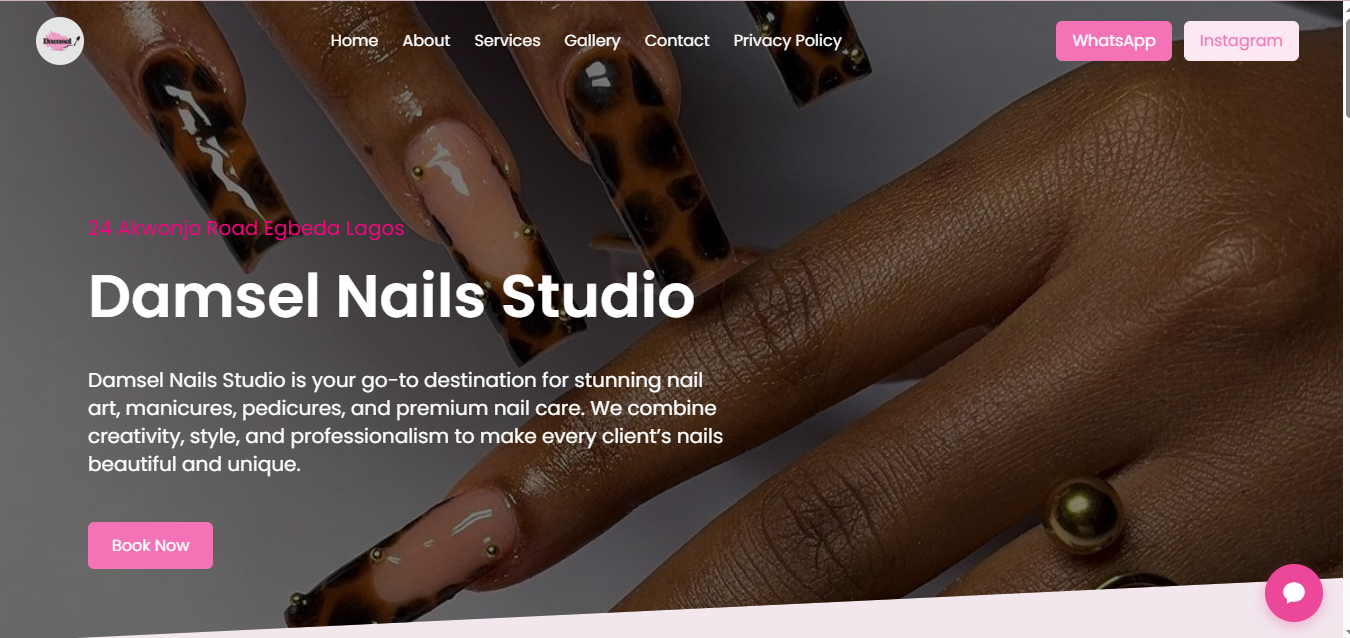 Damsel
Home About Services Gallery Contact Privacy Policy WhatsApp Instagram
24 Akwonjo Road Egbeda Lagos
Damsel Nails Studio
Damsel Nails Studio is your go-to destination for stunning nail
art, manicures, pedicures, and premium nail care. We combine
creativity, style, and professionalism to make every client’s nails
beautiful and unique.
Book Now